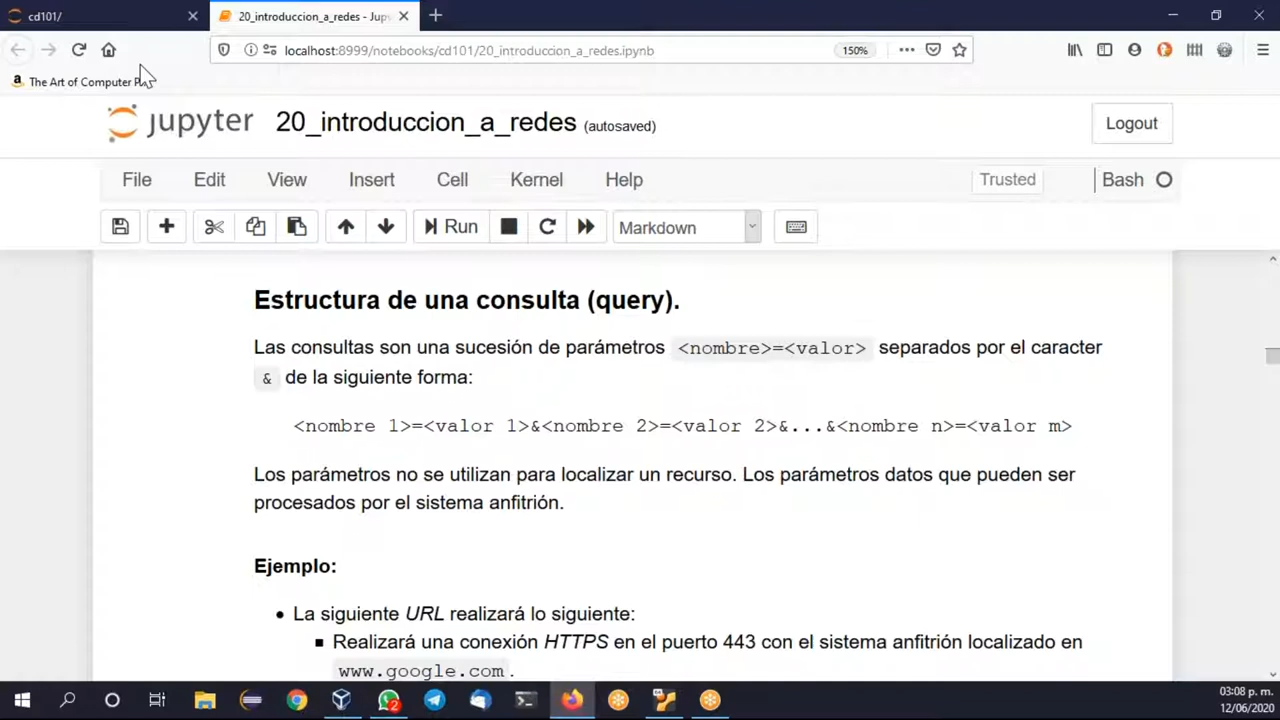 cd101/
20_introduccion_a_redes - Jup
localhost:8999/notebooks/cd101/20_introduccion_a_redes.ipynb
150%
The Art of Computer
jupyter 20_introduccion_a_redes (autosaved)
Logout
File Edit View Insert Cell Kernel Help
Trusted
Bash
Run
Markdown
Estructura de una consulta (query).
Las consultas son una sucesión de parámetros <nombre>=<valor> separados por el caracter
& de la siguiente forma:
<nombre 1>=<valor 1>&<nombre 2>=<valor 2>&...&<nombre n>=<valor m>
Los parámetros no se utilizan para localizar un recurso. Los parámetros datos que pueden ser
procesados por el sistema anfitrión.
Ejemplo:
• La siguiente URL realizará lo siguiente:
▪ Realizará una conexión HTTPS en el puerto 443 con el sistema anfitrión localizado en
www.google.com.
2
03:08 p. m.
12/06/2020